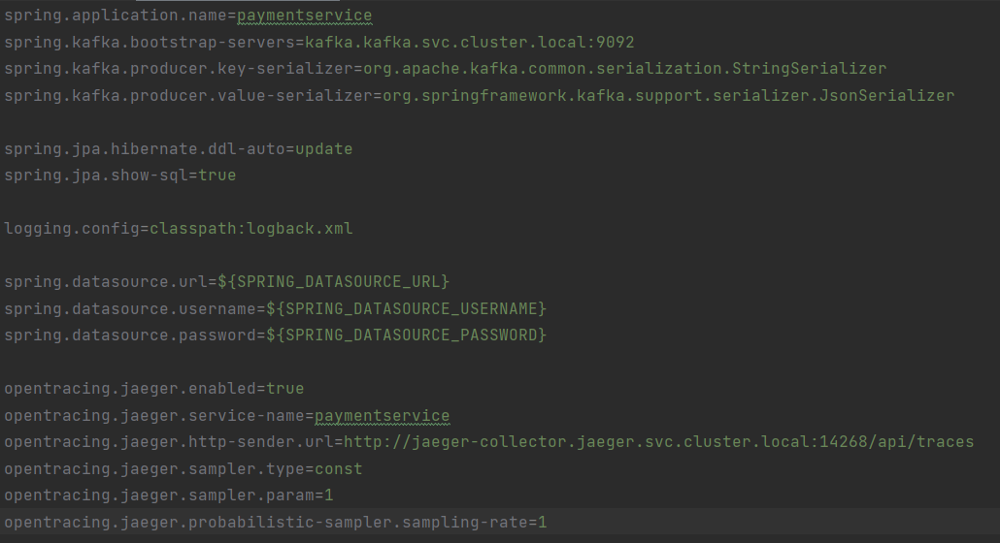 spring.application.name=paymentservice
spring.kafka.bootstrap-servers=kafka.kafka.svc.cluster.local:9092
spring.kafka.producer.key-serializer=org.apache.kafka.common.serialization.StringSerializer
spring.kafka.producer.value-serializer=org.springframework.kafka.support.serializer.JsonSerializer
spring.jpa.hibernate.ddl-auto=update
spring.jpa.show-sql=true
logging.config=classpath:logback.xml
spring.datasource.url=${SPRING_DATASOURCE_URL}
spring.datasource.username=${SPRING_DATASOURCE_USERNAME}
spring.datasource.password=${SPRING_DATASOURCE_PASSWORD}
opentracing.jaeger.enabled=true
opentracing.jaeger.service-name=paymentservice
opentracing.jaeger.http-sender.url=http://jaeger-collector.jaeger.svc.cluster.local:14268/api/traces
opentracing.jaeger.sampler.type=const
opentracing.jaeger.sampler.param=1
opentracing.jaeger.probabilistic-sampler.sampling-rate=1